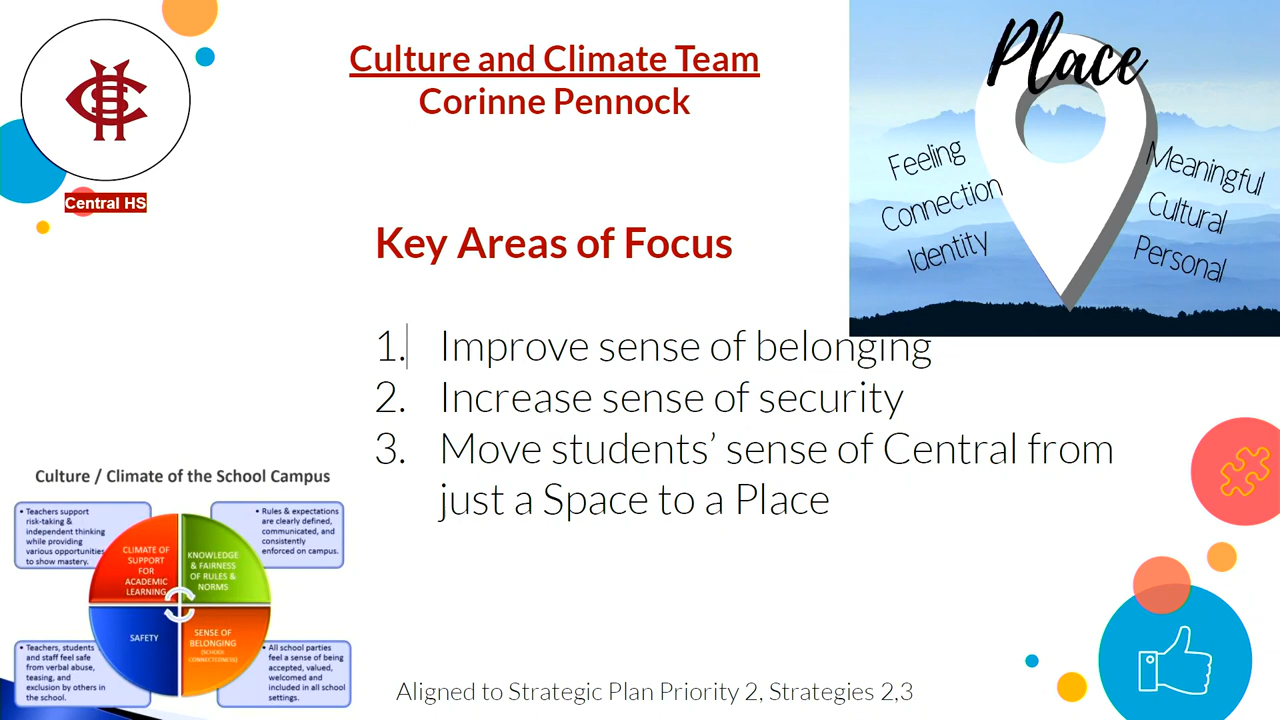 Culture and Climate Team
Corinne Pennock
CHS
Central HS
Place
Feeling
Connection
Identity
Meaningful
Cultural
Personal
Key Areas of Focus
1. Improve sense of belonging
2. Increase sense of security
3. Move students’ sense of Central from
just a Space to a Place
Culture / Climate of the School Campus
• Teachers support
risk-taking &
independent thinking
while providing
various opportunities
to show mastery.
• Rules & expectations
are clearly defined,
communicated, and
consistently
enforced on campus.
CLIMATE OF
SUPPORT
FOR
ACADEMIC
LEARNING
KNOWLEDGE
& FAIRNESS
OF RULES &
NORMS
SAFETY
SENSE OF
BELONGING
(SCHOOL
CONNECTEDNESS)
• Teachers, students
and staff feel safe
from verbal abuse,
teasing, and
exclusion by others in
the school.
• All school parties
feel a sense of being
accepted, valued,
welcomed and
included in all school
settings.
Aligned to Strategic Plan Priority 2, Strategies 2,3